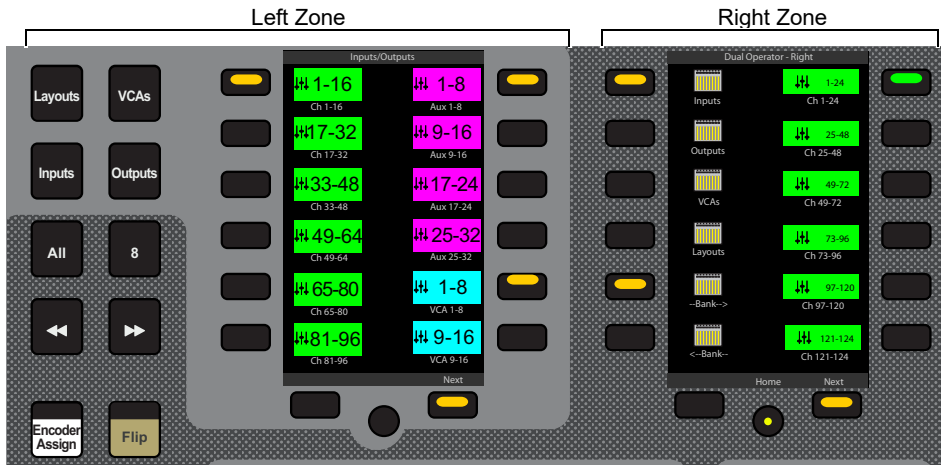 Left Zone
Right Zone
Layouts
VCAs
Inputs
Outputs
All
8
Encoder
Assign
Flip
Inputs/Outputs
1-16
Ch 1-16
1-8
Aux 1-8
17-32
Ch 17-32
9-16
Aux 9-16
33-48
Ch 33-48
17-24
Aux 17-24
49-64
Ch 49-64
25-32
Aux 25-32
65-80
Ch 65-80
1-8
VCA 1-8
81-96
Ch 81-96
9-16
VCA 9-16
Next
Dual Operator - Right
Inputs
1-24
Ch 1-24
Outputs
25-48
Ch 25-48
VCAs
49-72
Ch 49-72
Layouts
73-96
Ch 73-96
--Bank-->
97-120
Ch 97-120
<--Bank--
121-124
Ch 121-124
Home
Next